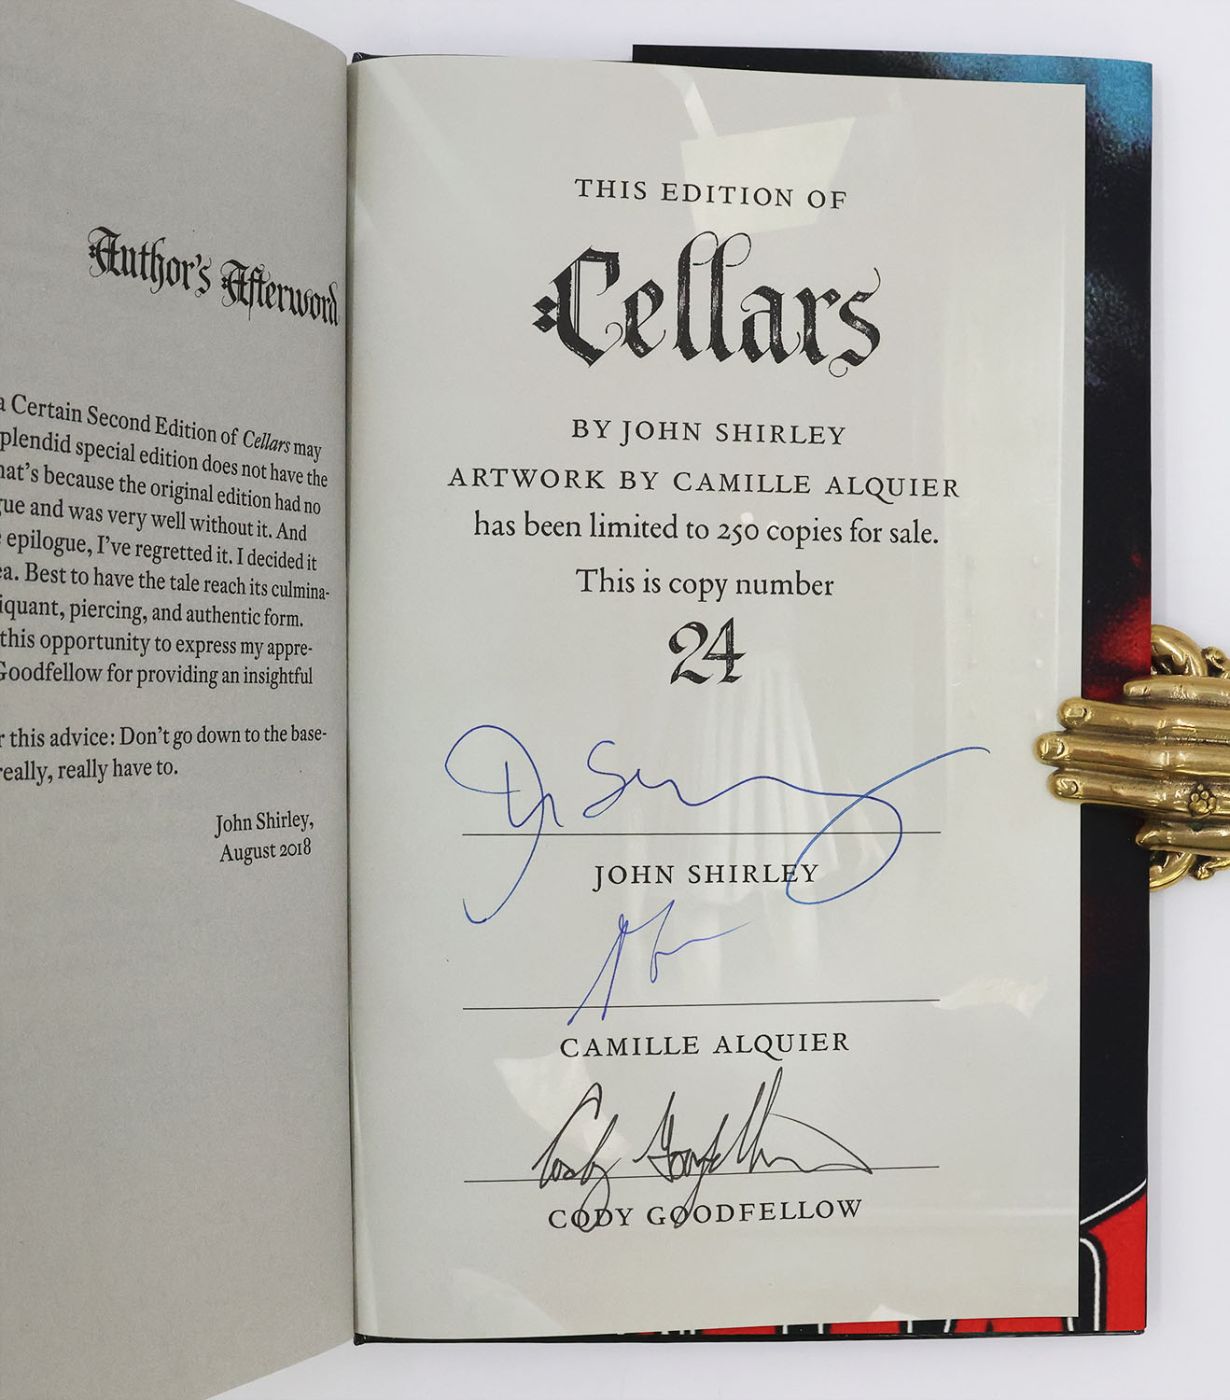 Author's Afterword
a Certain Second Edition of Cellars may
splendid special edition does not have the
hat's because the original edition had no
gue and was very well without it. And
epilogue, I've regretted it. I decided it
ea. Best to have the tale reach its culmina-
iquant, piercing, and authentic form.
this opportunity to express my appre-
Goodfellow for providing an insightful
r this advice: Don't go down to the base-
really, really have to.
John Shirley,
August 2018
THIS EDITION OF
Cellars
BY JOHN SHIRLEY
ARTWORK BY CAMILLE ALQUIER
has been limited to 250 copies for sale.
This is copy number
24
JOHN SHIRLEY
CAMILLE ALQUIER
Cody Goodfellow
CODY GOODFELLOW